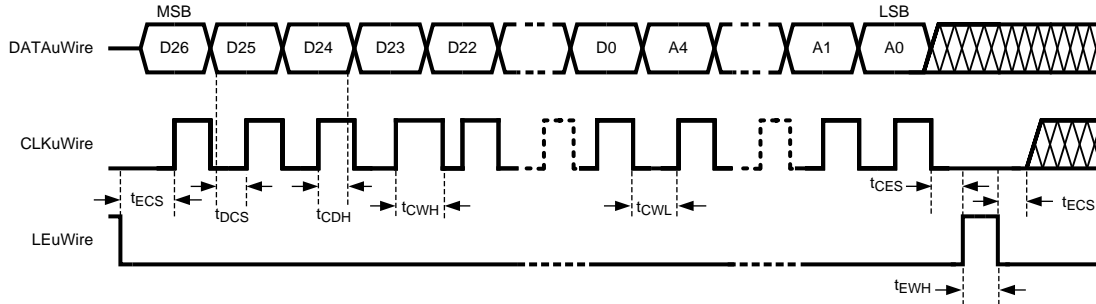 MSB LSB
DATAuWire D26 D25 D24 D23 D22 D0 A4 A1 A0
CLKuWire
tECS tDCS tCDH tCWH tCWL tCES tECS
LEuWire
tEWH